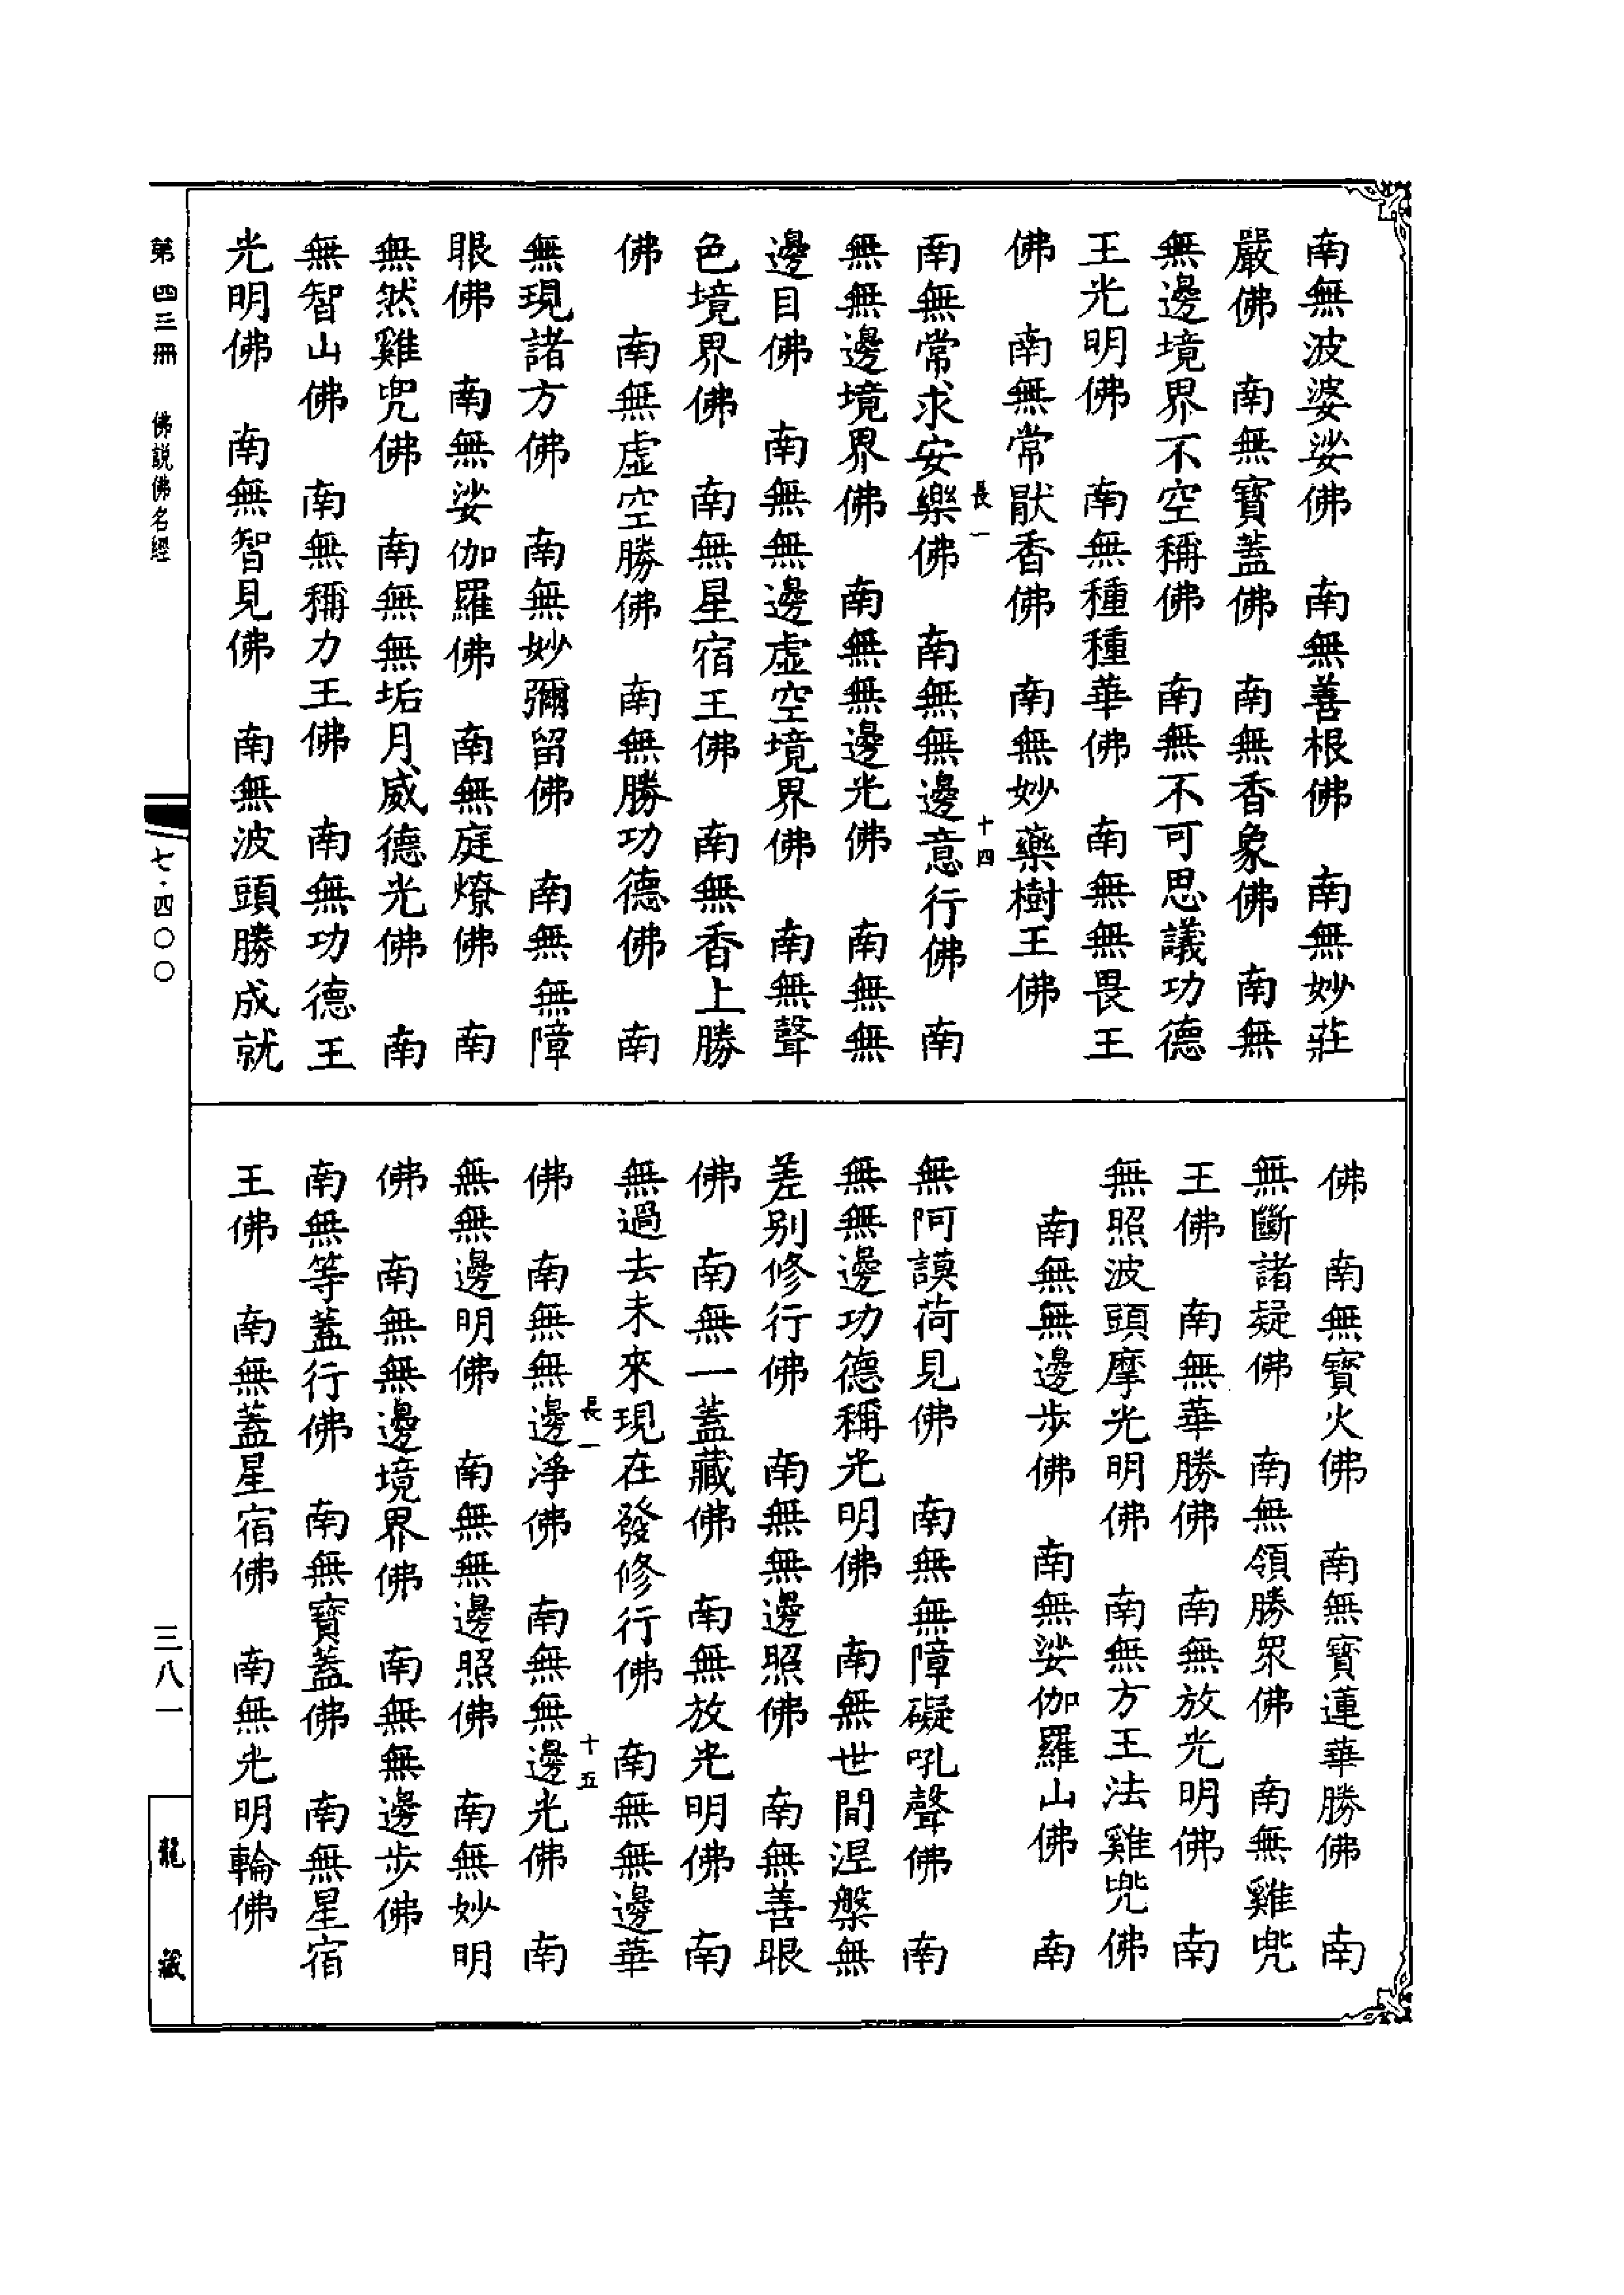 南無波婆娑佛　南無善根佛　南無妙莊
嚴佛　南無寶蓋佛　南無香象佛　南無
無邊境界不空稱佛　南無不可思議功德
王光明佛　南無種種華佛　南無無畏王
佛　南無常猒香佛　南無妙藥樹王佛
長一　十四
南無常求安樂佛　南無無邊意行佛　南
無無邊境界佛　南無無邊光佛　南無無
邊目佛　南無無邊虛空境界佛　南無聲
色境界佛　南無星宿王佛　南無香上勝
佛　南無虛空勝佛　南無勝功德佛　南
無現諸方佛　南無妙彌留佛　南無無障
眼佛　南無娑伽羅佛　南無庭燎佛　南
無然雞兜佛　南無無垢月威德光佛　南
無智山佛　南無稱力王佛　南無功德王
光明佛　南無智見佛　南無波頭勝成就
佛　南無寶火佛　南無寶蓮華勝佛　南
無斷諸疑佛　南無領勝眾佛　南無雞兜
王佛　南無華勝佛　南無放光明佛　南
無照波頭摩光明佛　南無方王法雞兜佛
南無無邊步佛　南無娑伽羅山佛　南
無阿謨荷見佛　南無無障礙吼聲佛　南
無無邊功德稱光明佛　南無世間涅槃無
差別修行佛　南無無邊照佛　南無善眼
佛　南無一蓋藏佛　南無放光明佛　南
無過去未來現在發修行佛　南無無邊華
長一　十五
佛　南無無邊淨佛　南無無邊光佛　南
無無邊明佛　南無無邊照佛　南無妙明
佛　南無無邊境界佛　南無無邊步佛
南無等蓋行佛　南無寶蓋佛　南無星宿
王佛　南無蓋星宿佛　南無光明輪佛
第四三冊　佛說佛名經
七·四〇〇
三八一
龍藏